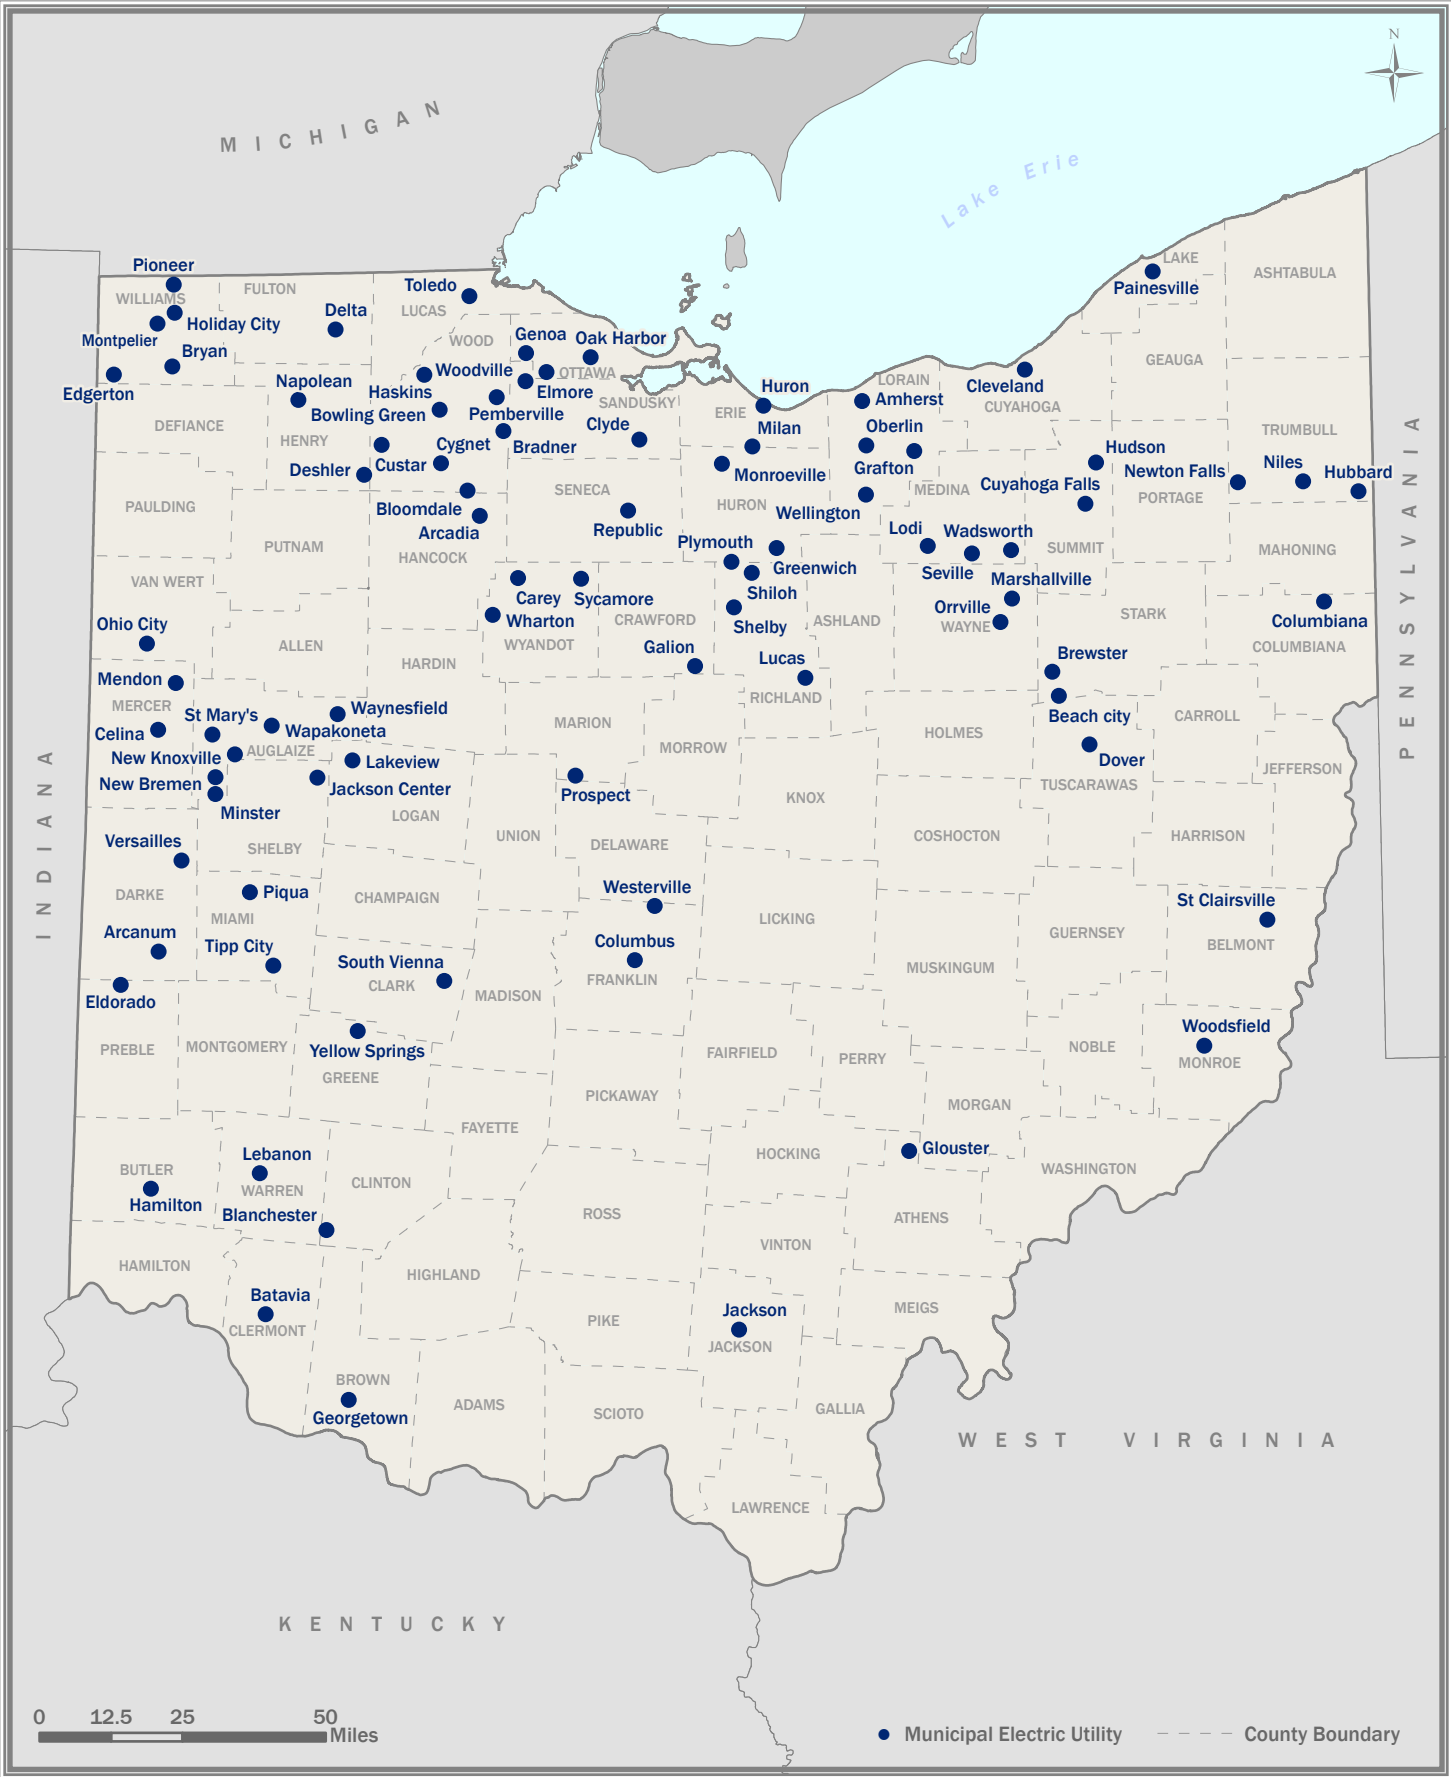 N
MICHIGAN
Lake Erie
Pioneer
WILLIAMS
FULTON
Holiday City
Montpelier
Bryan
Edgerton
Delta
Toledo
LUCAS
WOOD
Genoa
Oak Harbor
Woodville
OTTAWA
Elmore
Napolean
Haskins
Bowling Green
Pemberville
SANDUSKY
DEFIANCE
HENRY
Cygnet
Bradner
Clyde
Deshler
Custar
ERIE
Huron
Milan
Monroeville
HURON
LORAIN
Amherst
Oberlin
Grafton
Wellington
Cleveland
CUYAHOGA
LAKE
Painesville
ASHTABULA
GEAUGA
TRUMBULL
Hudson
Newton Falls
Niles
Hubbard
Cuyahoga Falls
PORTAGE
MEDINA
PENNSYLVANIA
PAULDING
PUTNAM
Bloomdale
Arcadia
HANCOCK
SENECA
Republic
Plymouth
Greenwich
Shiloh
Shelby
Lodi
Wadsworth
Seville
Marshallville
SUMMIT
MAHONING
VAN WERT
Carey
Sycamore
Wharton
CRAWFORD
WYANDOT
ASHLAND
Orrville
WAYNE
STARK
Columbiana
COLUMBIANA
Ohio City
ALLEN
HARDIN
Galion
Lucas
RICHLAND
Brewster
Beach city
Mendon
MERCER
Celina
St Mary's
Wapakoneta
Waynesfield
New Knoxville
AUGLAIZE
New Bremen
Minster
Lakeview
Jackson Center
LOGAN
MARION
MORROW
Prospect
HOLMES
CARROLL
Dover
TUSCARAWAS
JEFFERSON
INDIANA
KNOX
UNION
DELAWARE
COSHOCTON
HARRISON
Versailles
SHELBY
DARKE
Piqua
MIAMI
CHAMPAIGN
Westerville
LICKING
St Clairsville
BELMONT
GUERNSEY
Arcanum
Tipp City
South Vienna
CLARK
Columbus
FRANKLIN
MUSKINGUM
MADISON
Eldorado
Yellow Springs
PREBLE
MONTGOMERY
GREENE
FAIRFIELD
PERRY
NOBLE
Woodsfield
MONROE
PICKAWAY
MORGAN
FAYETTE
Lebanon
WARREN
BUTLER
Hamilton
CLINTON
Blanchester
HOCKING
Glouster
WASHINGTON
ROSS
ATHENS
VINTON
HAMILTON
HIGHLAND
Batavia
CLERMONT
PIKE
Jackson
JACKSON
MEIGS
BROWN
Georgetown
ADAMS
SCIOTO
GALLIA
WEST VIRGINIA
LAWRENCE
KENTUCKY
0 12.5 25 50
Miles
Municipal Electric Utility
County Boundary